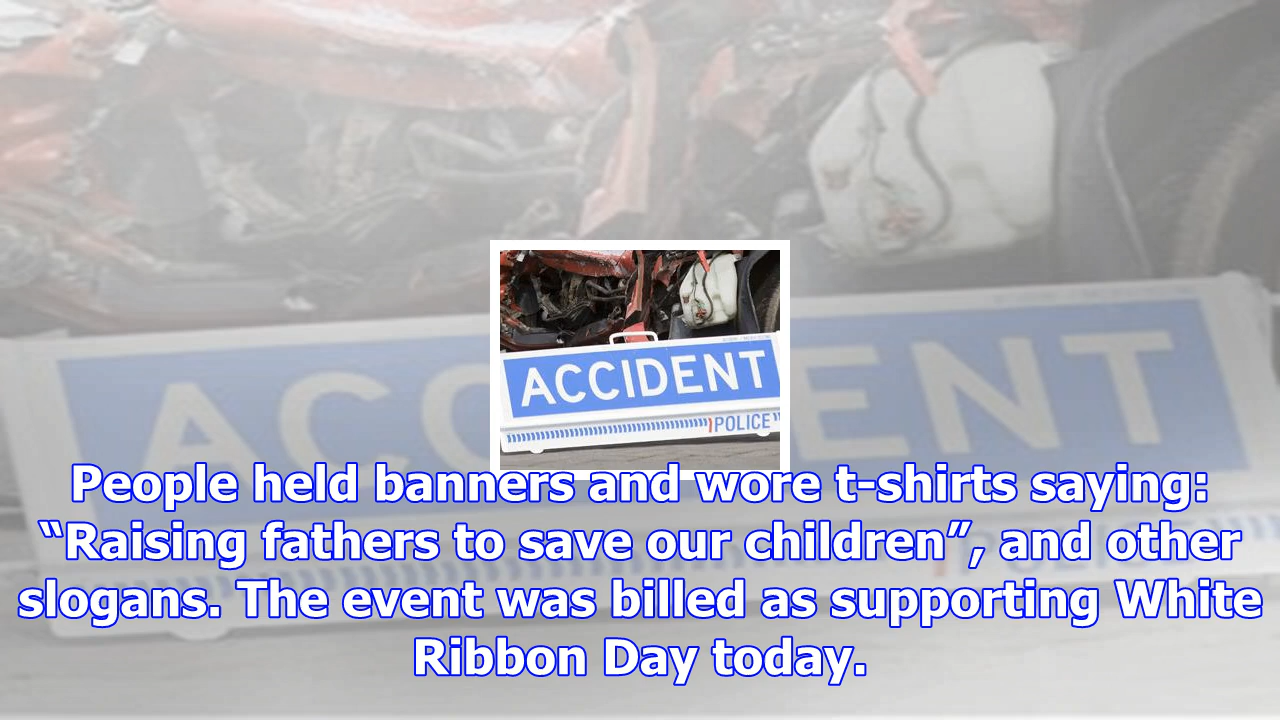 ACCIDENT
POLICE
People held banners and wore t-shirts saying:
“Raising fathers to save our children”, and other
slogans. The event was billed as supporting White
Ribbon Day today.